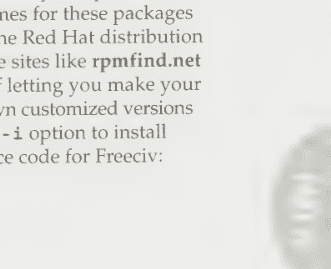 mes for these packages
he Red Hat distribution
e sites like rpmfind.net
f letting you make your
wn customized versions
-i option to install
ce code for Freeciv: